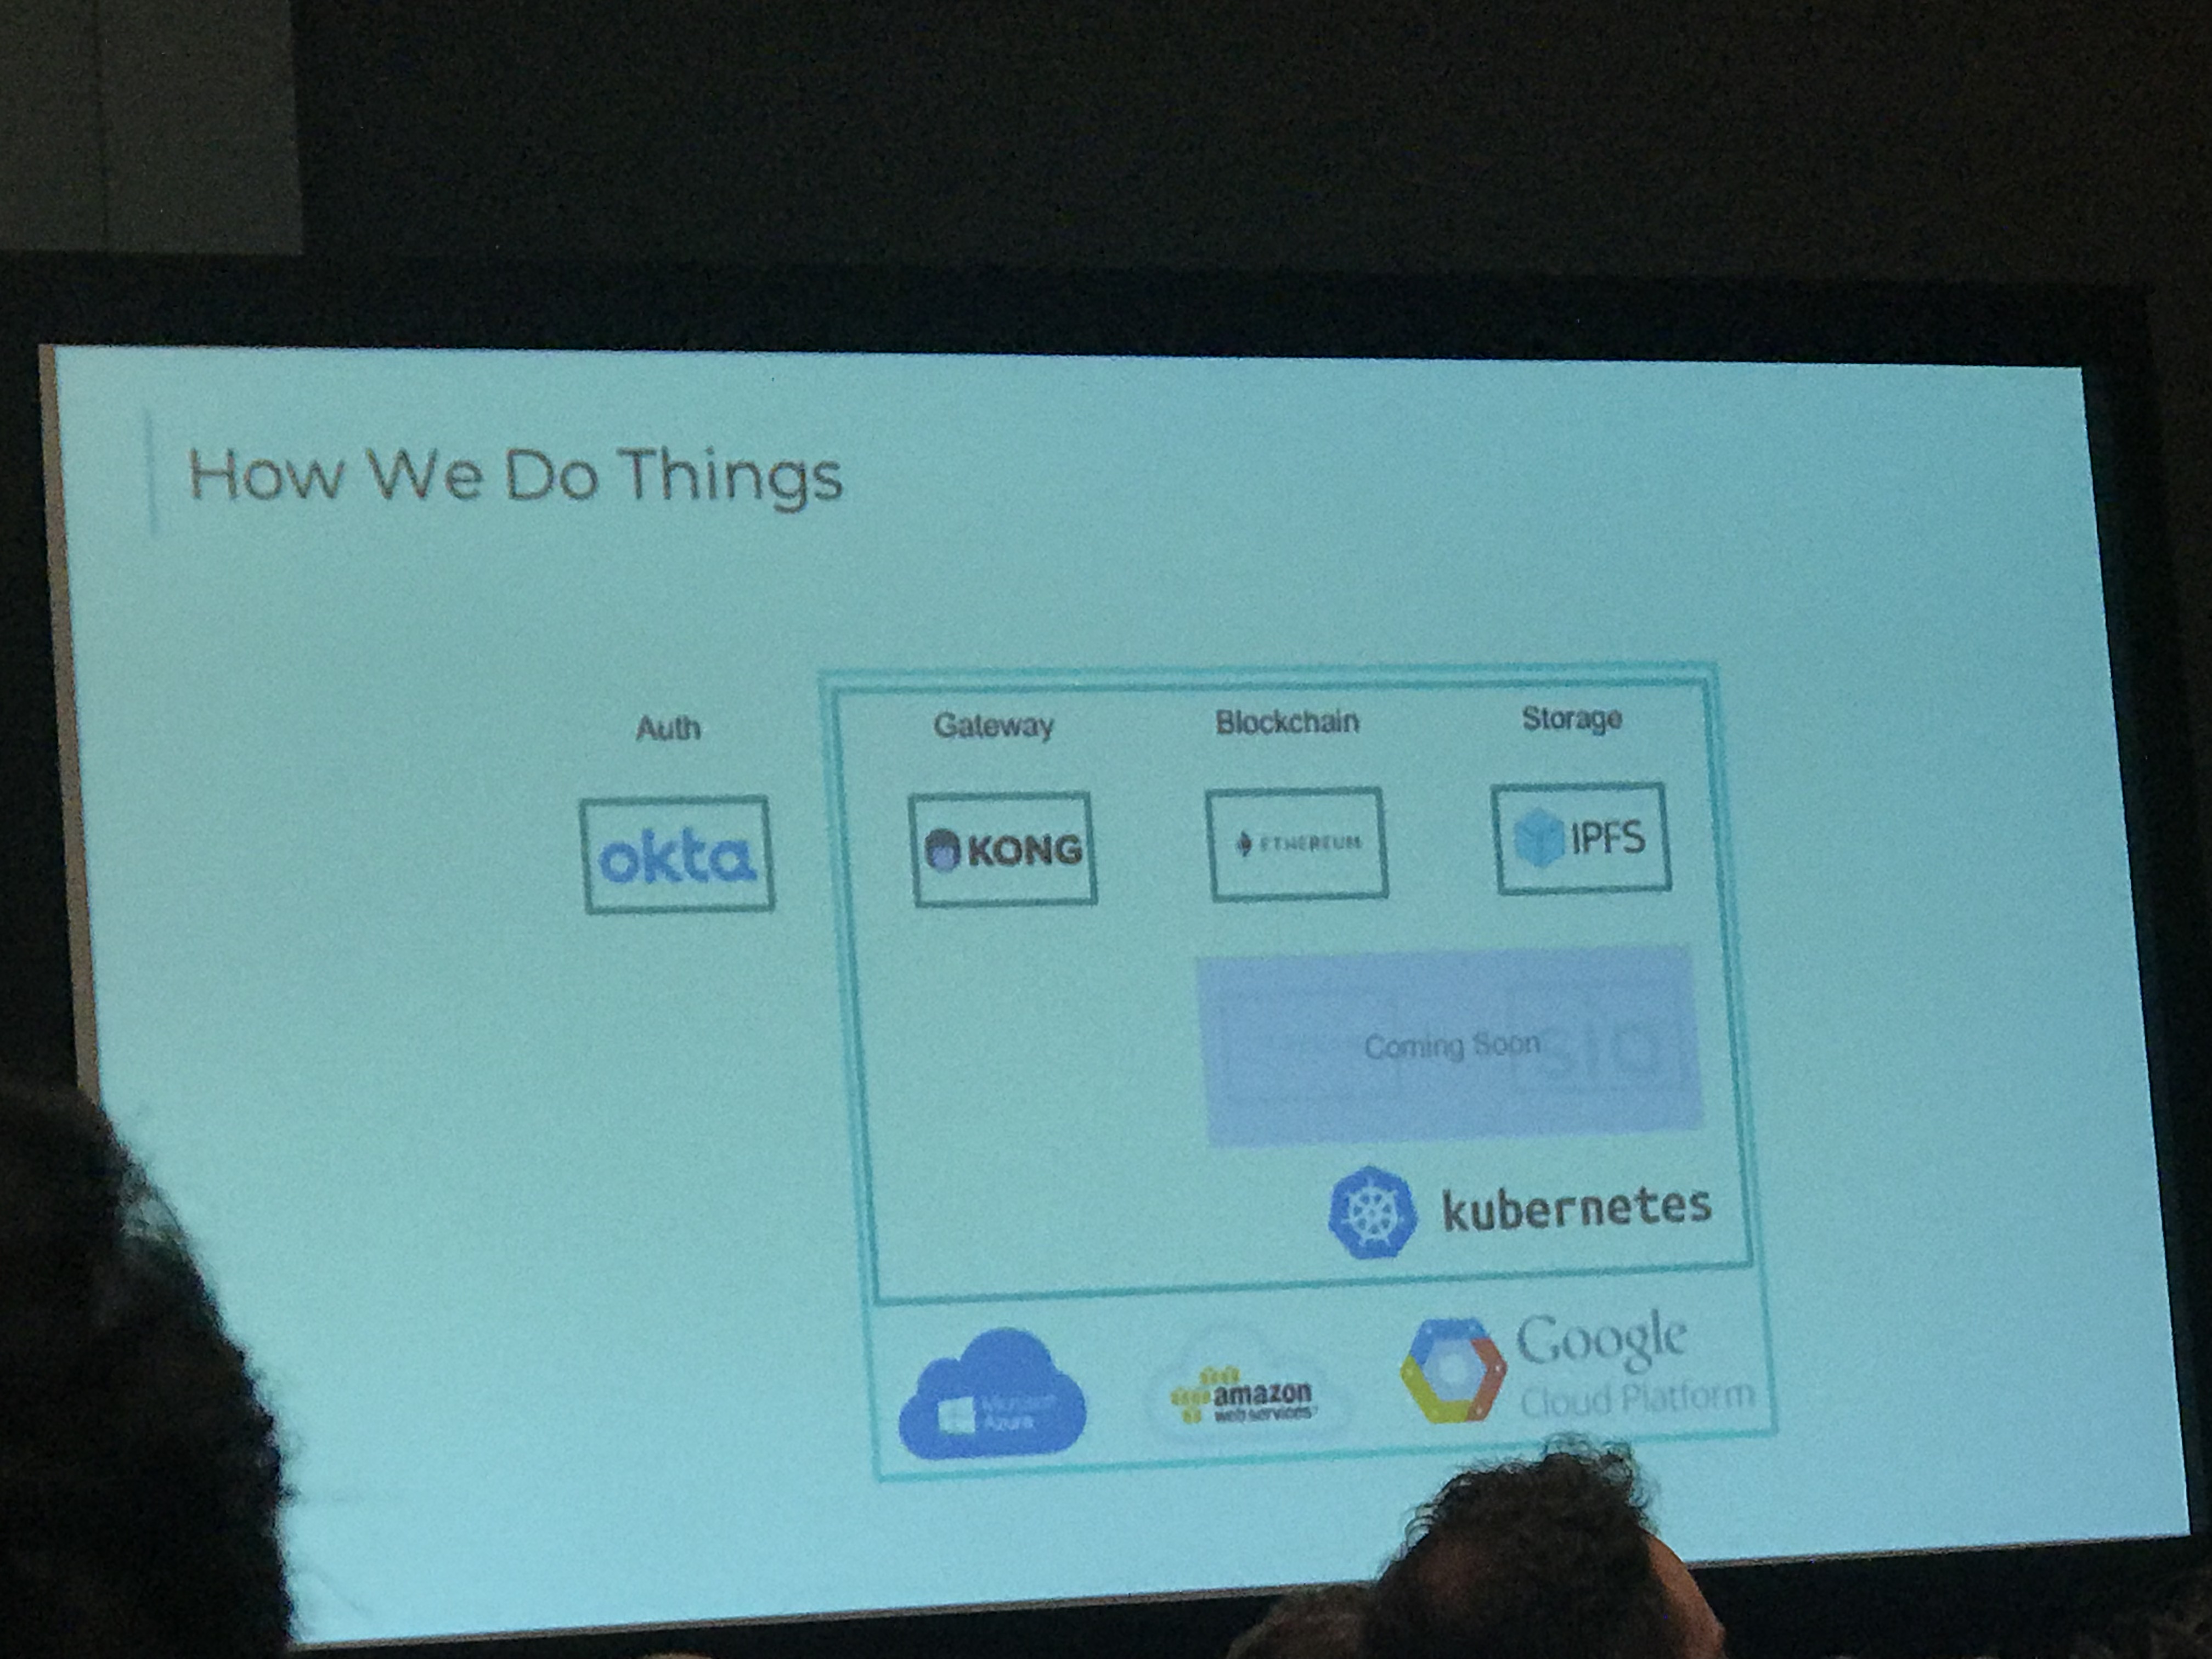 How We Do Things
Auth
Gateway
Blockchain
Storage
okta
KONG
ETHEREUM
IPFS
Coming Soon
sia
kubernetes
Microsoft
Azure
amazon
web services
Google
Cloud Platform